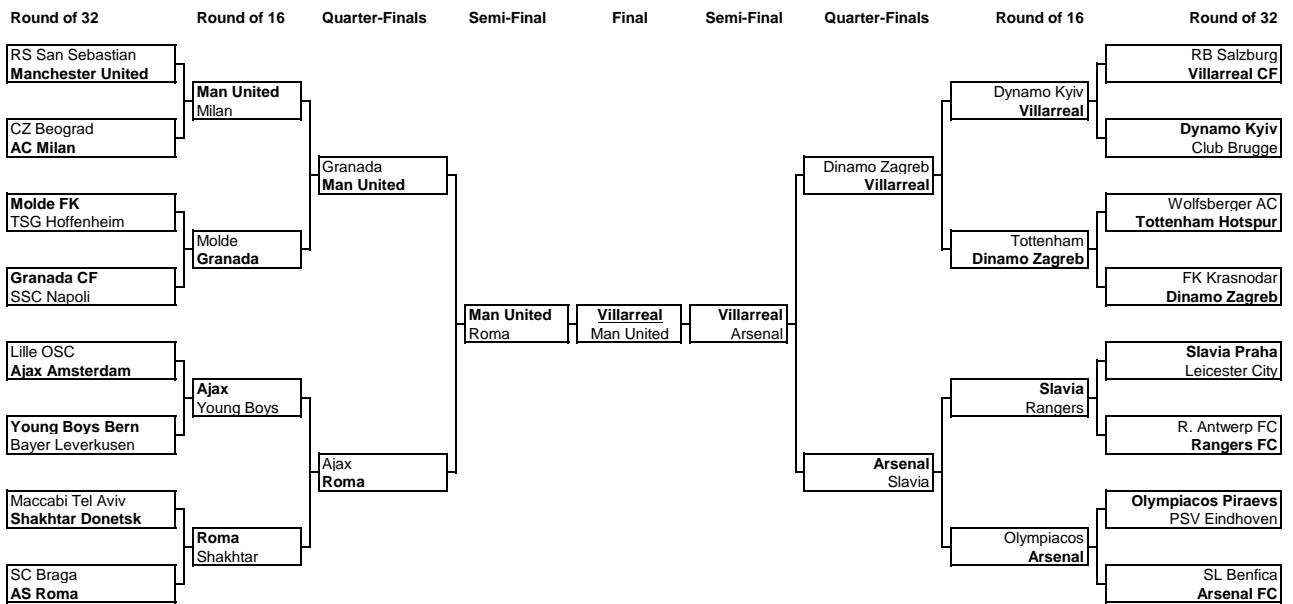 Round of 32
Round of 16
Quarter-Finals
Semi-Final
Final
Semi-Final
Quarter-Finals
Round of 16
Round of 32
RS San Sebastian
Manchester United
CZ Beograd
AC Milan
Molde FK
TSG Hoffenheim
Granada CF
SSC Napoli
Lille OSC
Ajax Amsterdam
Young Boys Bern
Bayer Leverkusen
Maccabi Tel Aviv
Shakhtar Donetsk
SC Braga
AS Roma
Man United
Milan
Molde
Granada
Ajax
Young Boys
Roma
Shakhtar
Granada
Man United
Ajax
Roma
Man United
Roma
Villarreal
Man United
Villarreal
Arsenal
Dinamo Zagreb
Villarreal
Arsenal
Slavia
Dynamo Kyiv
Villarreal
Tottenham
Dinamo Zagreb
Slavia
Rangers
Olympiacos
Arsenal
RB Salzburg
Villarreal CF
Dynamo Kyiv
Club Brugge
Wolfsberger AC
Tottenham Hotspur
FK Krasnodar
Dinamo Zagreb
Slavia Praha
Leicester City
R. Antwerp FC
Rangers FC
Olympiacos Piraevs
PSV Eindhoven
SL Benfica
Arsenal FC